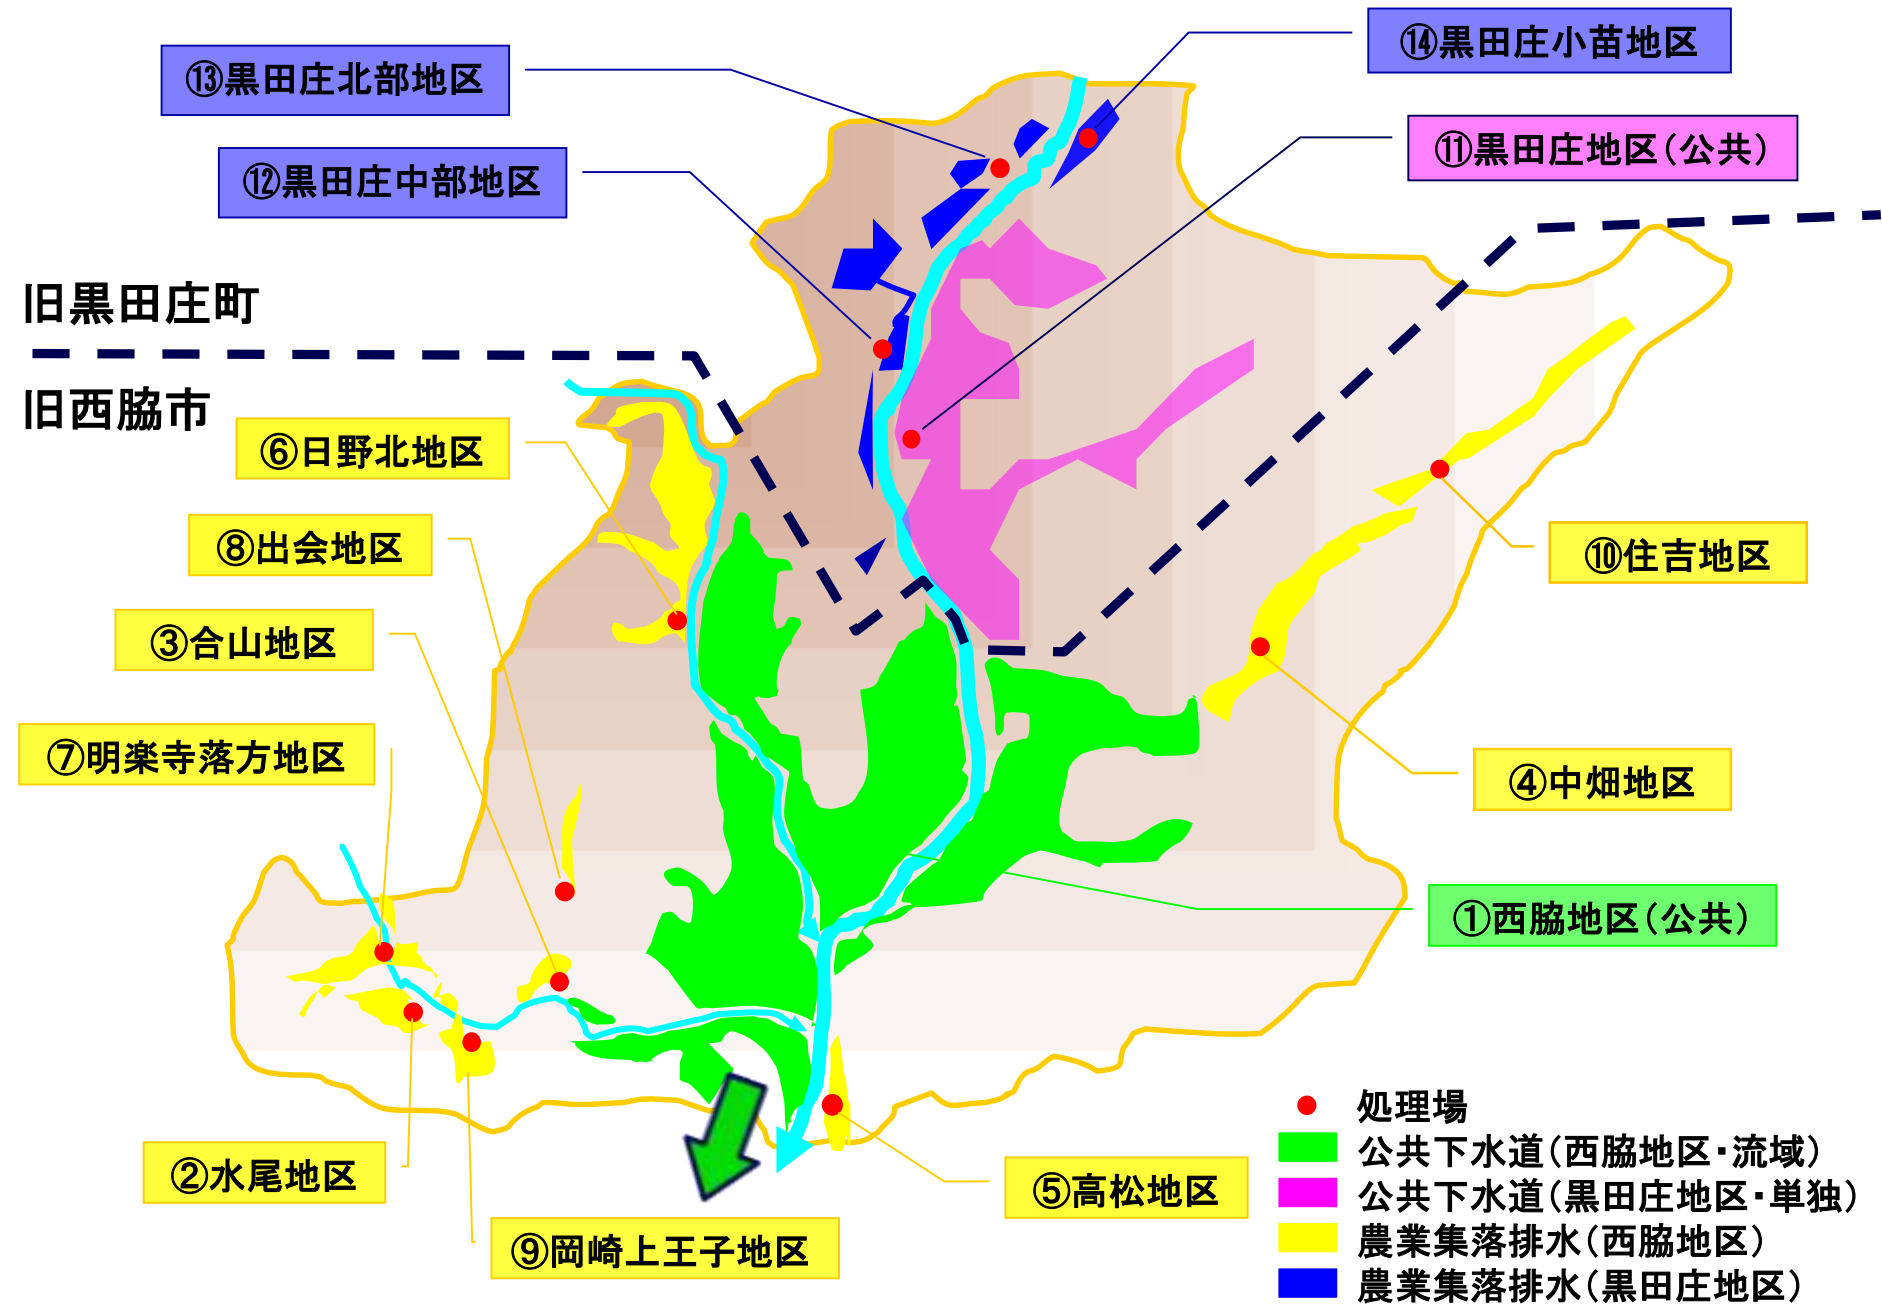 ⑭黒田庄小苗地区
⑬黒田庄北部地区
⑪黒田庄地区（公共）
⑫黒田庄中部地区
旧黒田庄町
旧西脇市
⑥日野北地区
⑧出会地区
⑩住吉地区
③合山地区
⑦明楽寺落方地区
④中畑地区
①西脇地区（公共）
②水尾地区
⑤高松地区
⑨岡崎上王子地区
処理場
公共下水道（西脇地区・流域）
公共下水道（黒田庄地区・単独）
農業集落排水（西脇地区）
農業集落排水（黒田庄地区）